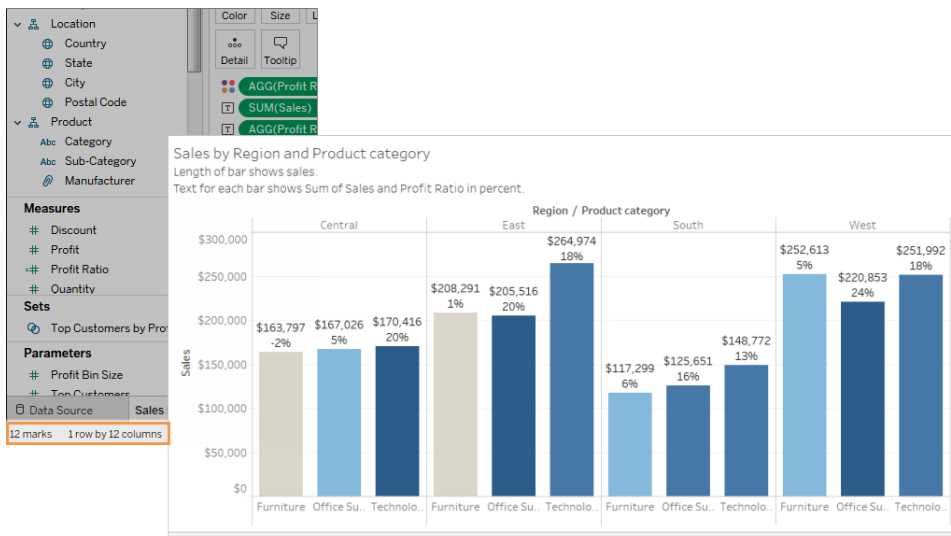 Location
Country
State
City
Postal Code
Product
Abc Category
Abc Sub-Category
Manufacturer
Measures
Discount
Profit
Profit Ratio
Quantity
Sets
Top Customers by Prof
Parameters
Profit Bin Size
Top Customers
Data Source Sales
12 marks 1 row by 12 columns
Color Size L
Detail Tooltip
AGG(Profit R
T SUM(Sales)
T AGG(Profit R
Sales by Region and Product category
Length of bar shows sales.
Text for each bar shows Sum of Sales and Profit Ratio in percent.
Region / Product category
Central East South West
Sales
$300,000
$250,000
$200,000
$150,000
$100,000
$50,000
$0
$163,797
-2%
$167,026
5%
$170,416
20%
$208,291
1%
$205,516
20%
$264,974
18%
$117,299
6%
$125,651
16%
$148,772
13%
$252,613
5%
$220,853
24%
$251,992
18%
Furniture Office Su.. Technolo.. Furniture Office Su.. Technolo.. Furniture Office Su.. Technolo.. Furniture Office Su.. Technolo..